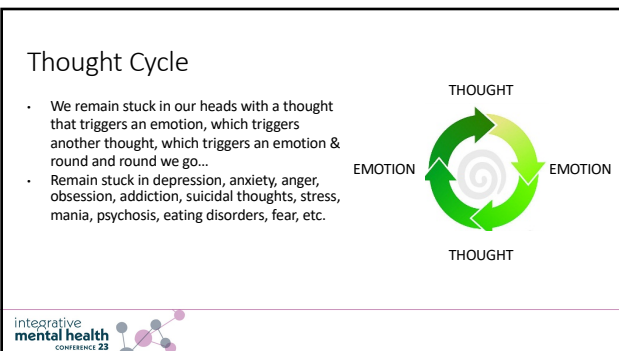 Thought Cycle
• We remain stuck in our heads with a thought
that triggers an emotion, which triggers
another thought, which triggers an emotion &
round and round we go...
• Remain stuck in depression, anxiety, anger,
obsession, addiction, suicidal thoughts, stress,
mania, psychosis, eating disorders, fear, etc.
THOUGHT
EMOTION
EMOTION
THOUGHT
integrative
mental health
CONFERENCE 23